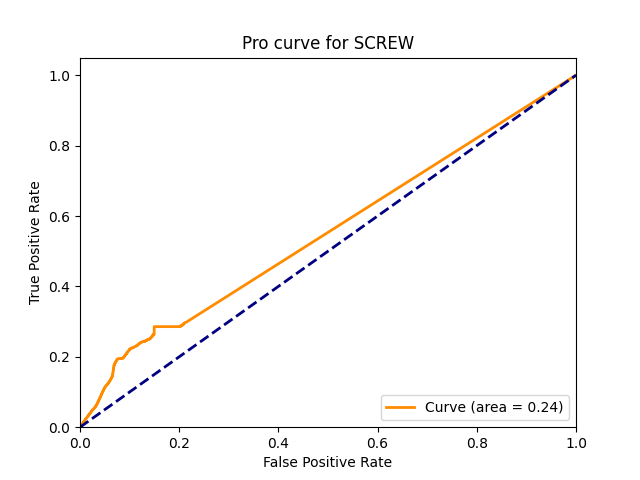 Pro curve for SCREW
True Positive Rate
1.0
0.8
0.6
0.4
0.2
0.0
0.0 0.2 0.4 0.6 0.8 1.0
False Positive Rate
Curve (area = 0.24)